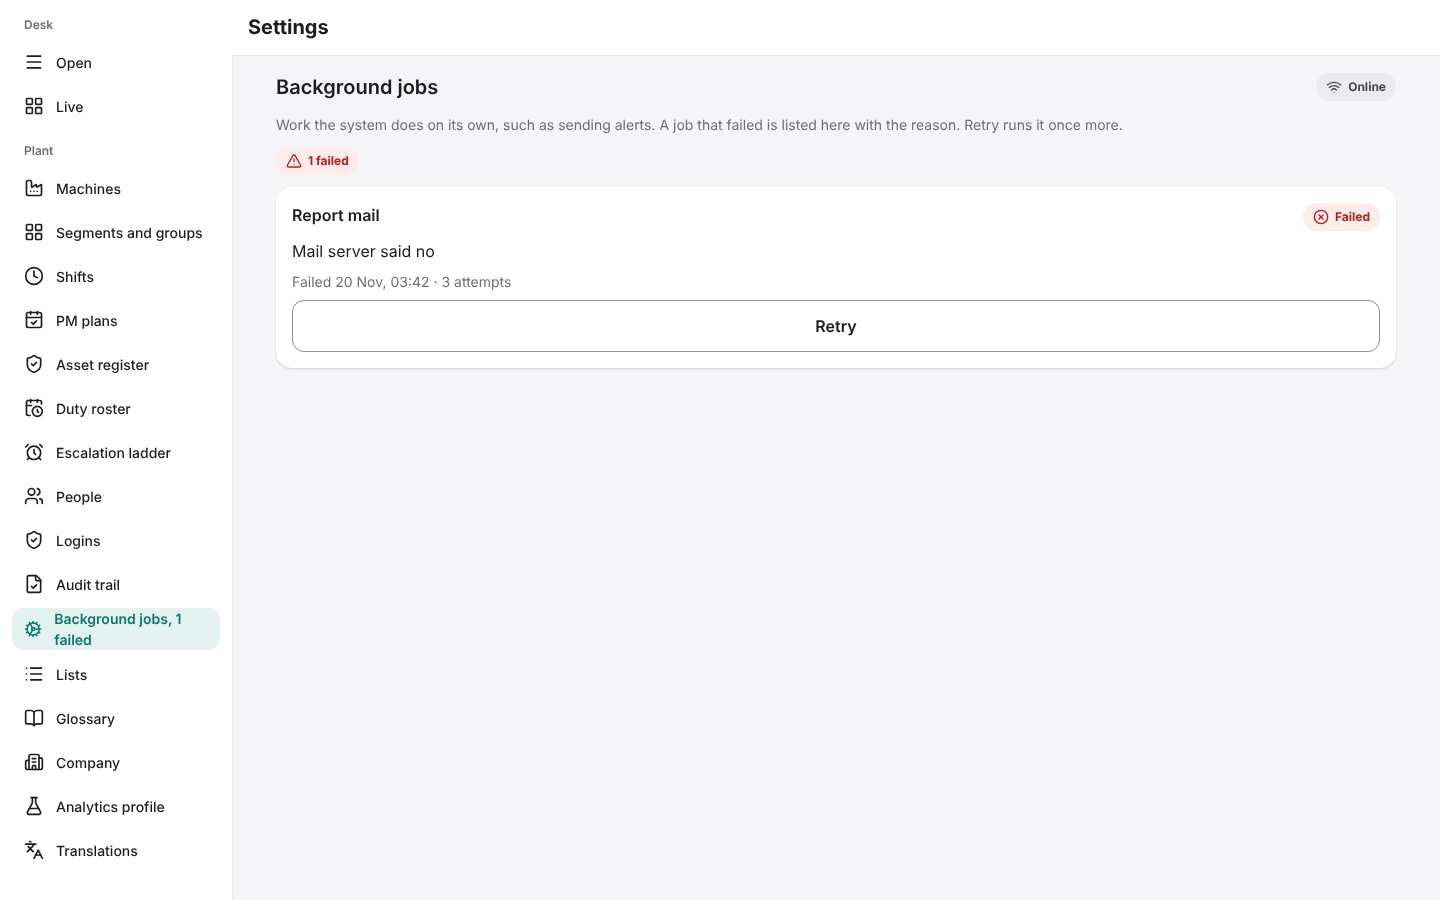 Desk
Open
Live
Plant
Machines
Segments and groups
Shifts
PM plans
Asset register
Duty roster
Escalation ladder
People
Logins
Audit trail
Background jobs, 1
failed
Lists
Glossary
Company
Analytics profile
Translations
Settings
Background jobs
Online
Work the system does on its own, such as sending alerts. A job that failed is listed here with the reason. Retry runs it once more.
1 failed
Report mail
Failed
Mail server said no
Failed 20 Nov, 03:42 · 3 attempts
Retry